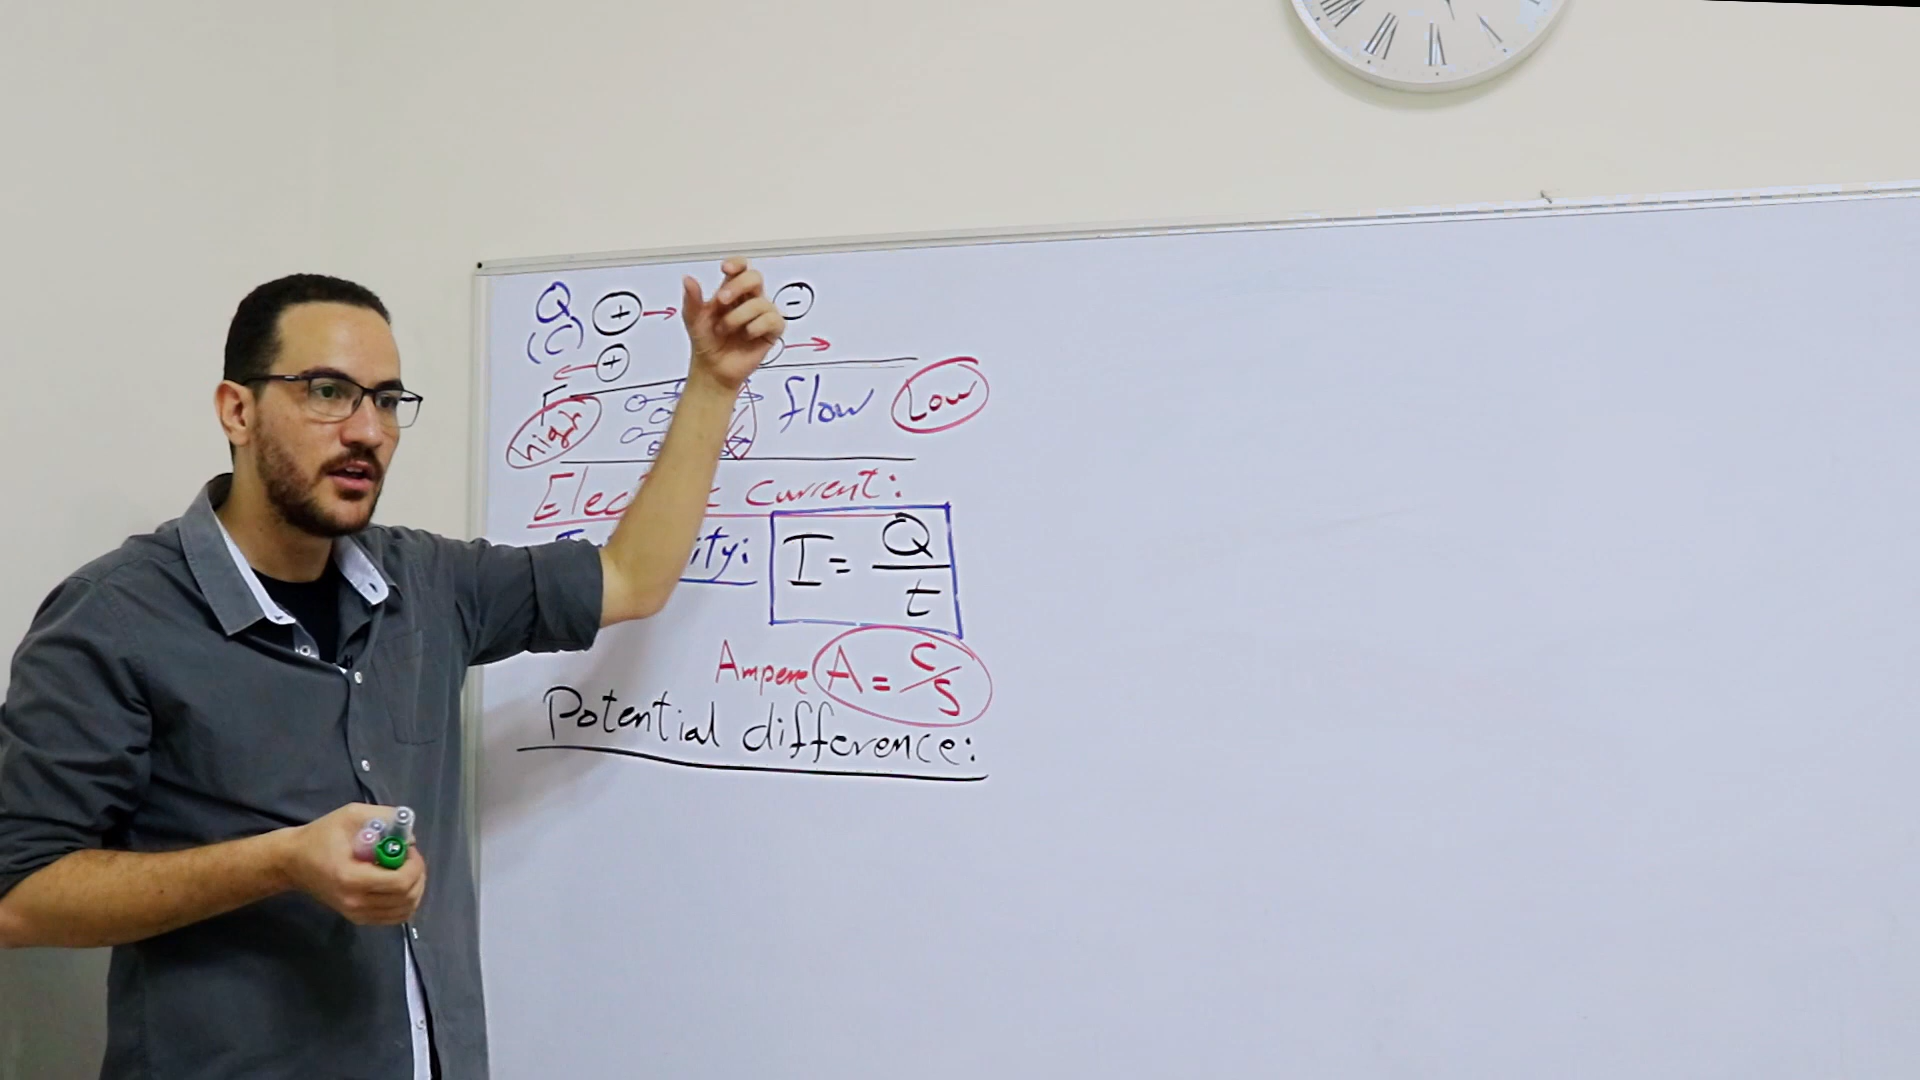 Q + → -
(C) + →
high flow Low
current:
I = Q/t
Ampere A = C/S
Potential difference: